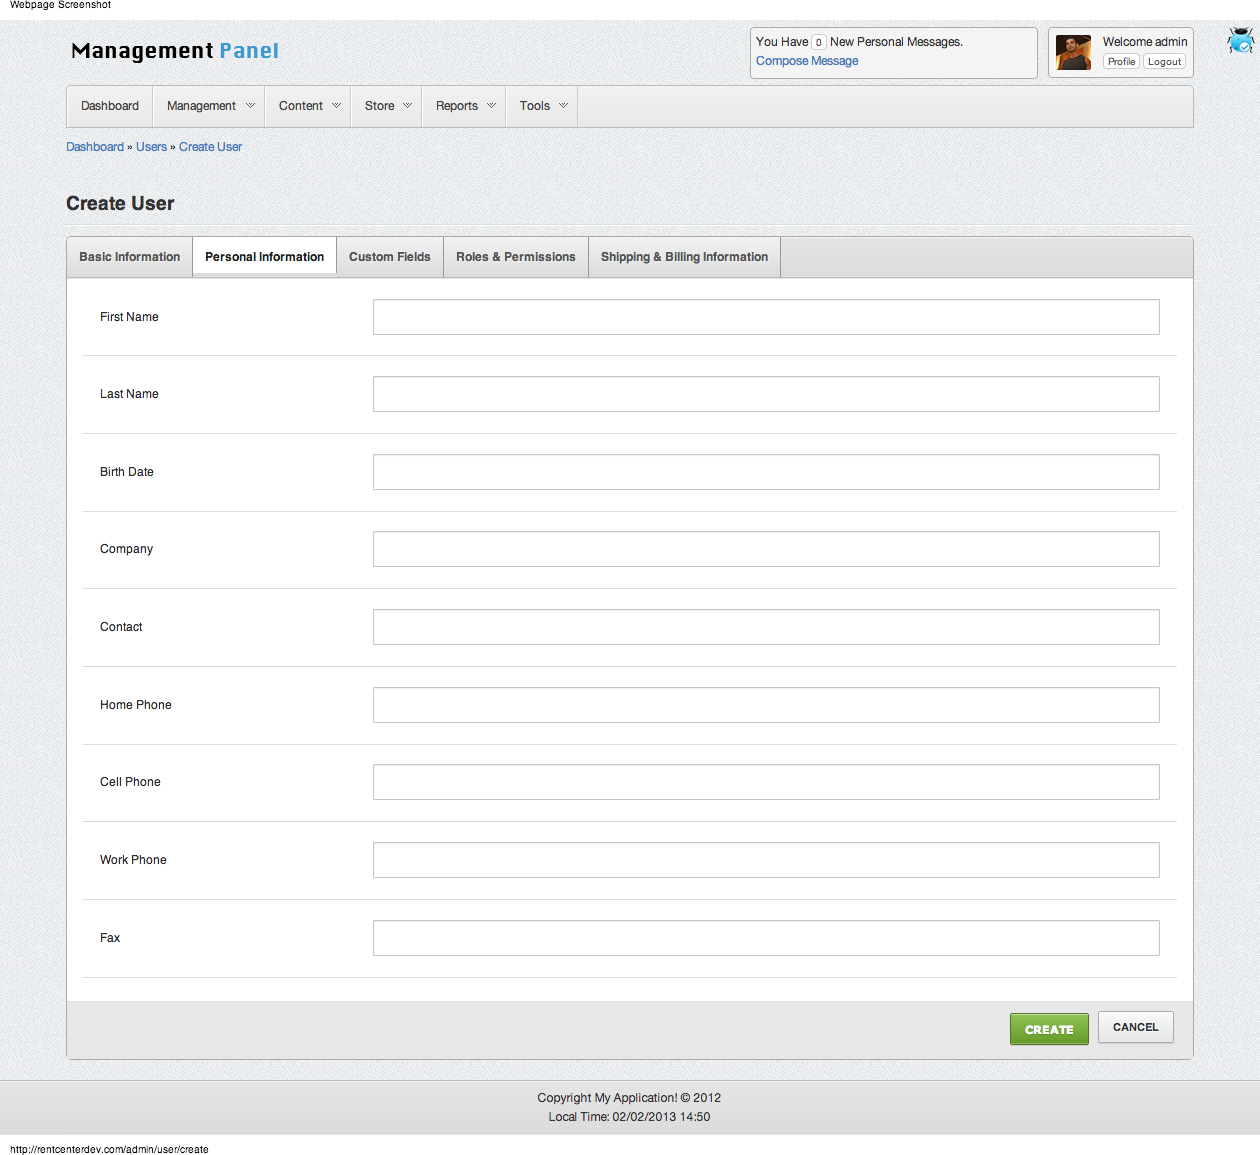 Webpage Screenshot
Management Panel
You Have 0 New Personal Messages.
Compose Message
Welcome admin
Profile Logout
Dashboard Management Content Store Reports Tools
Dashboard » Users » Create User
Create User
Basic Information Personal Information Custom Fields Roles & Permissions Shipping & Billing Information
First Name
Last Name
Birth Date
Company
Contact
Home Phone
Cell Phone
Work Phone
Fax
CREATE CANCEL
Copyright My Application! © 2012
Local Time: 02/02/2013 14:50
http://rentcenterdev.com/admin/user/create